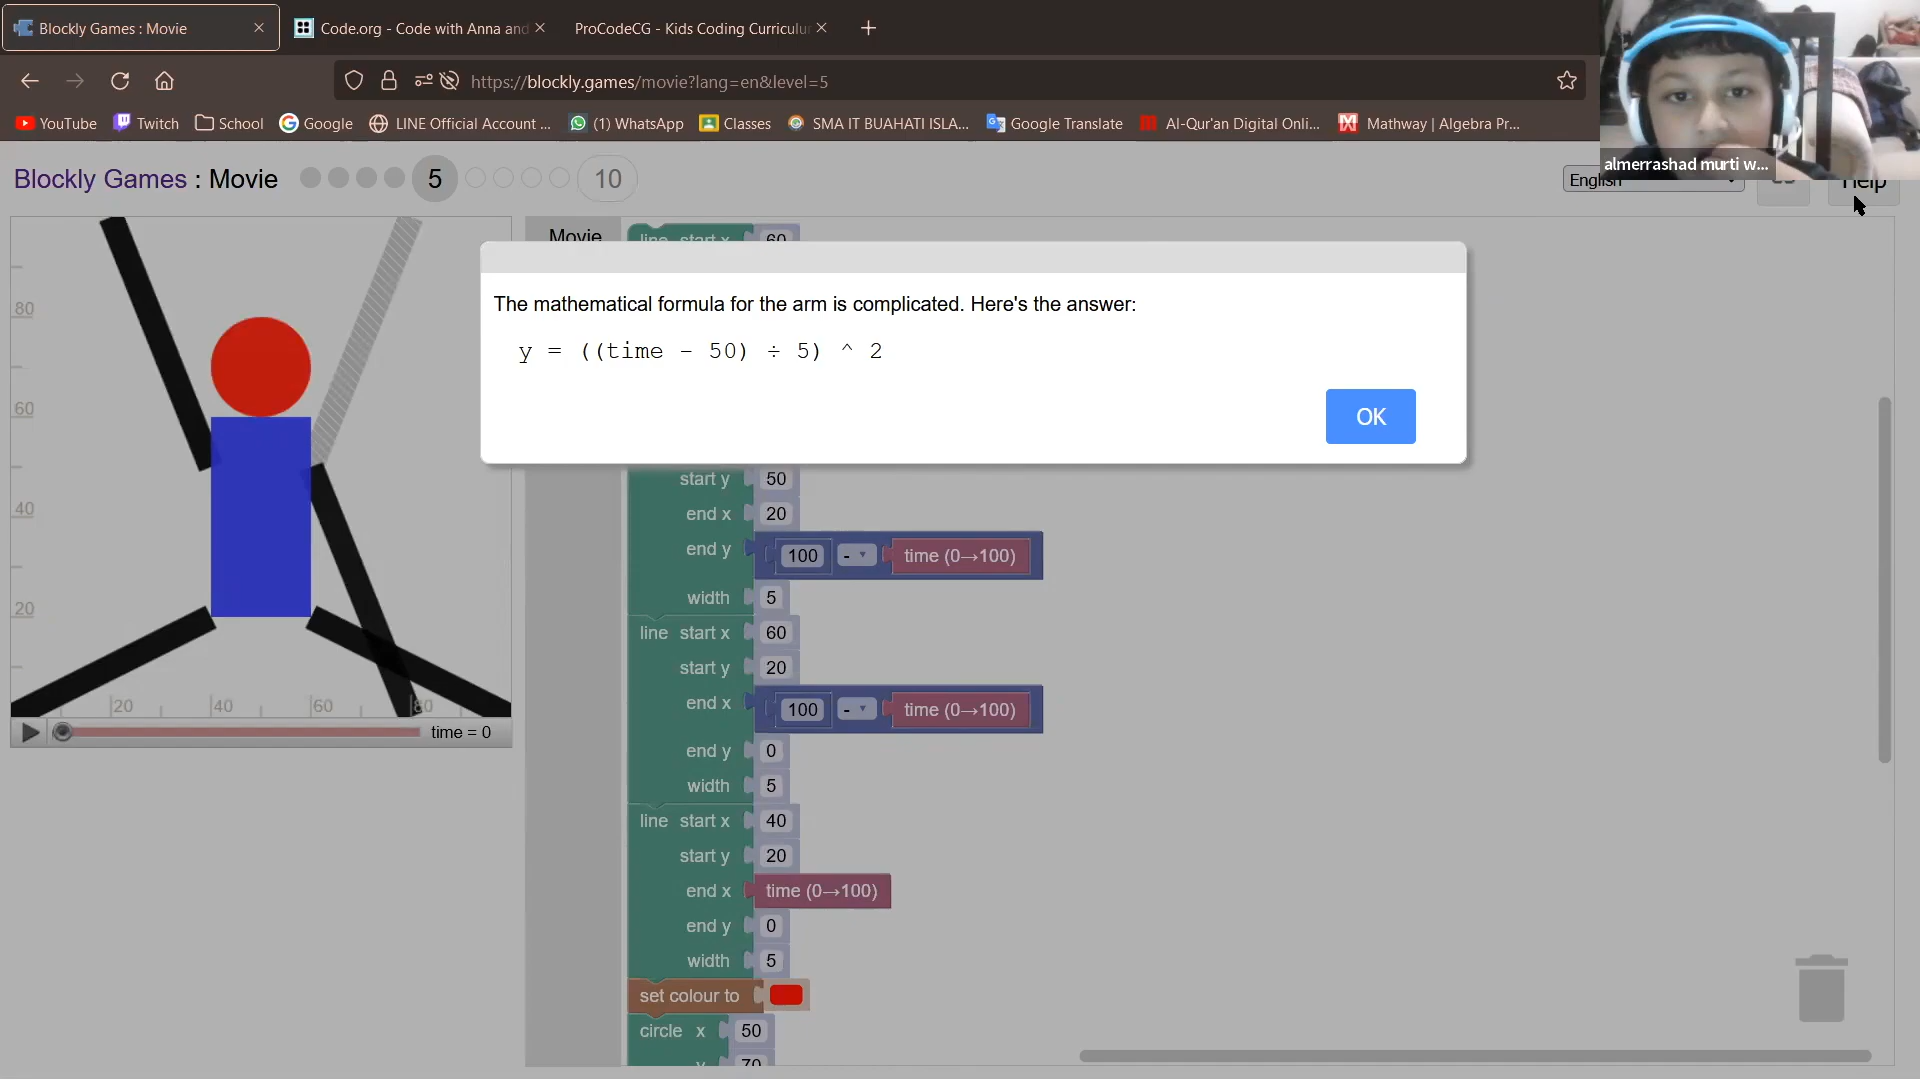 Blockly Games : Movie
Code.org - Code with Anna and
ProCodeCG - Kids Coding Curriculu
https://blockly.games/movie?lang=en&level=5
YouTube
Twitch
School
Google
LINE Official Account ...
(1) WhatsApp
Classes
SMA IT BUAHATI ISLA...
Google Translate
Al-Qur'an Digital Onli...
Mathway | Algebra Pr...
almerrashad murti w...
Blockly Games : Movie
5
10
English
Help
Movie
line start x 60
The mathematical formula for the arm is complicated. Here's the answer:
y = ((time - 50) ÷ 5) ^ 2
OK
80
60
40
20
20
40
60
80
time = 0
start y 50
end x 20
end y 100 - time (0→100)
width 5
line start x 60
start y 20
end x 100 - time (0→100)
end y 0
width 5
line start x 40
start y 20
end x time (0→100)
end y 0
width 5
set colour to
circle x 50
y 70